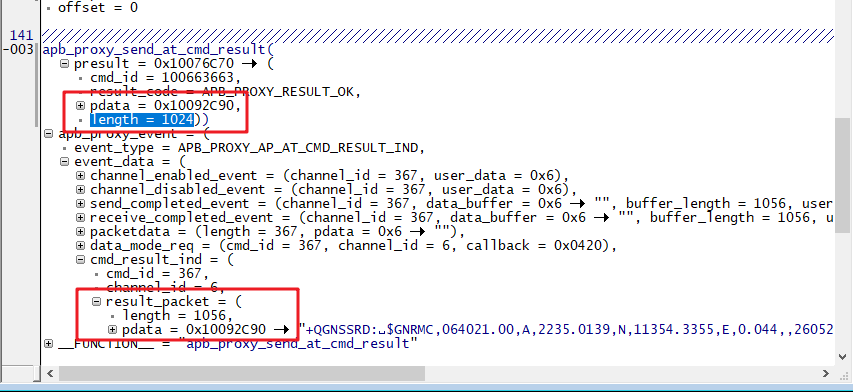 offset = 0
141
-003
apb_proxy_send_at_cmd_result(
presult = 0x10076C70 → (
cmd_id = 100663663,
result_code = APB_PROXY_RESULT_OK,
pdata = 0x10092C90,
length = 1024))
apb_proxy_event = (
event_type = APB_PROXY_AP_AT_CMD_RESULT_IND,
event_data = (
channel_enabled_event = (channel_id = 367, user_data = 0x6),
channel_disabled_event = (channel_id = 367, user_data = 0x6),
send_completed_event = (channel_id = 367, data_buffer = 0x6 → "", buffer_length = 1056, user
receive_completed_event = (channel_id = 367, data_buffer = 0x6 → "", buffer_length = 1056, u
packetdata = (length = 367, pdata = 0x6 → ""),
data_mode_req = (cmd_id = 367, channel_id = 6, callback = 0x0420),
cmd_result_ind = (
cmd_id = 367,
channel_id = 6,
result_packet = (
length = 1056,
pdata = 0x10092C90 → "+QGNSSRD:␣$GNRMC,064021.00,A,2235.0139,N,11354.3355,E,0.044,,26052
__FUNCTION__ = "apb_proxy_send_at_cmd_result"